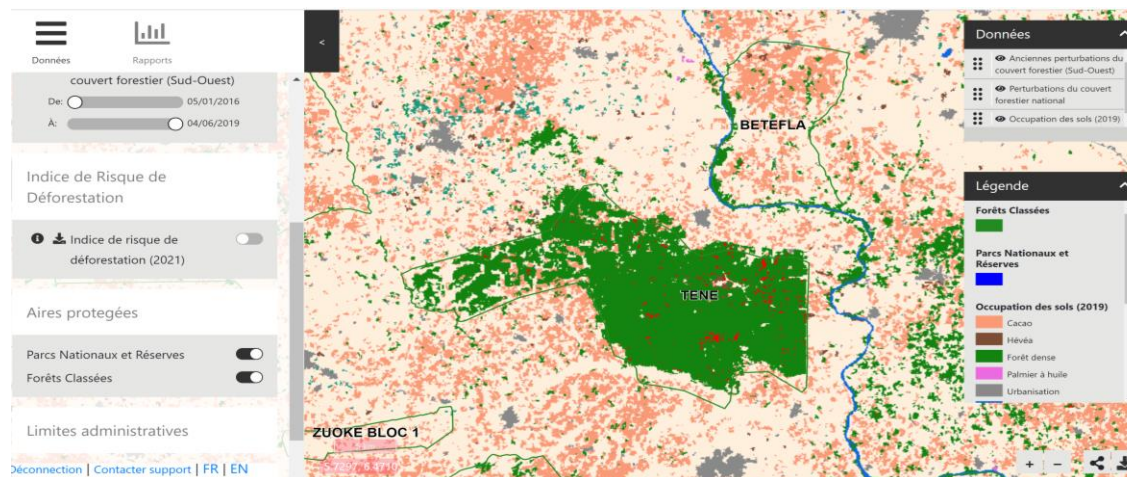 Données
Rapports
couvert forestier (Sud-Ouest)
De:
05/01/2016
À:
04/06/2019
Indice de Risque de
Déforestation
Indice de risque de
déforestation (2021)
Aires protegées
Parcs Nationaux et Réserves
Forêts Classées
Limites administratives
Déconnection | Contacter support | FR | EN
<
BETEFLA
TENE
ZUOKE BLOC 1
Données
Anciennes perturbations du
couvert forestier (Sud-Ouest)
Perturbations du couvert
forestier national
Occupation des sols (2019)
Légende
Forêts Classées
Parcs Nationaux et
Réserves
Occupation des sols (2019)
Cacao
Hévéa
Forêt dense
Palmier à huile
Urbanisation
+ −